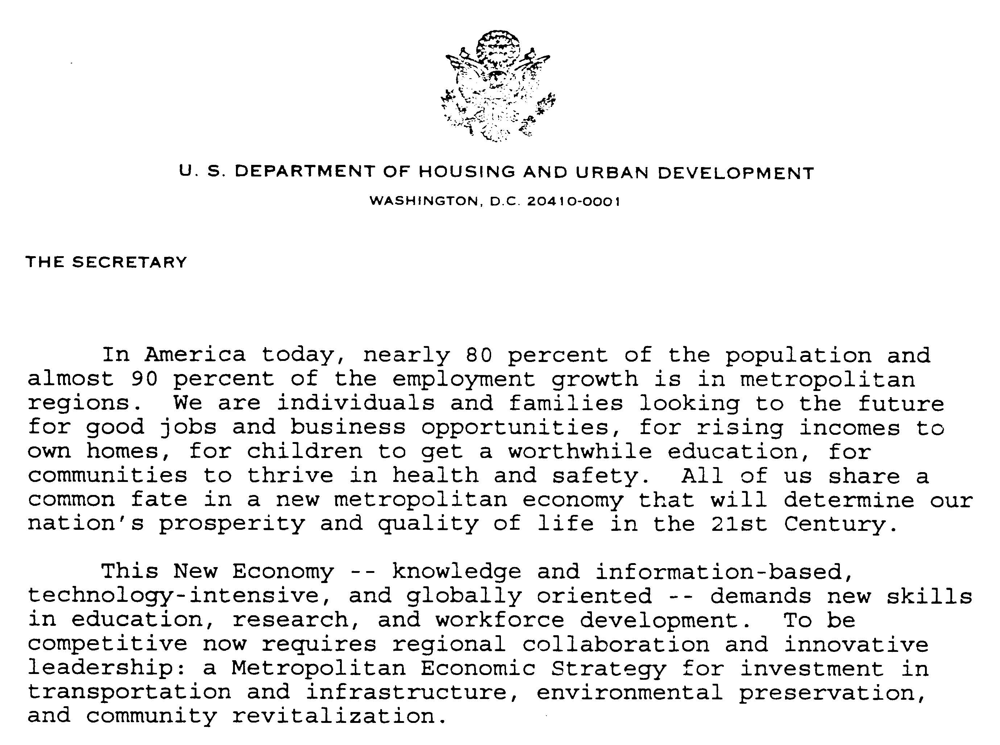 U. S. DEPARTMENT OF HOUSING AND URBAN DEVELOPMENT
WASHINGTON, D.C. 20410-0001
THE SECRETARY
In America today, nearly 80 percent of the population and
almost 90 percent of the employment growth is in metropolitan
regions.  We are individuals and families looking to the future
for good jobs and business opportunities, for rising incomes to
own homes, for children to get a worthwhile education, for
communities to thrive in health and safety.  All of us share a
common fate in a new metropolitan economy that will determine our
nation's prosperity and quality of life in the 21st Century.
This New Economy -- knowledge and information-based,
technology-intensive, and globally oriented -- demands new skills
in education, research, and workforce development.  To be
competitive now requires regional collaboration and innovative
leadership: a Metropolitan Economic Strategy for investment in
transportation and infrastructure, environmental preservation,
and community revitalization.